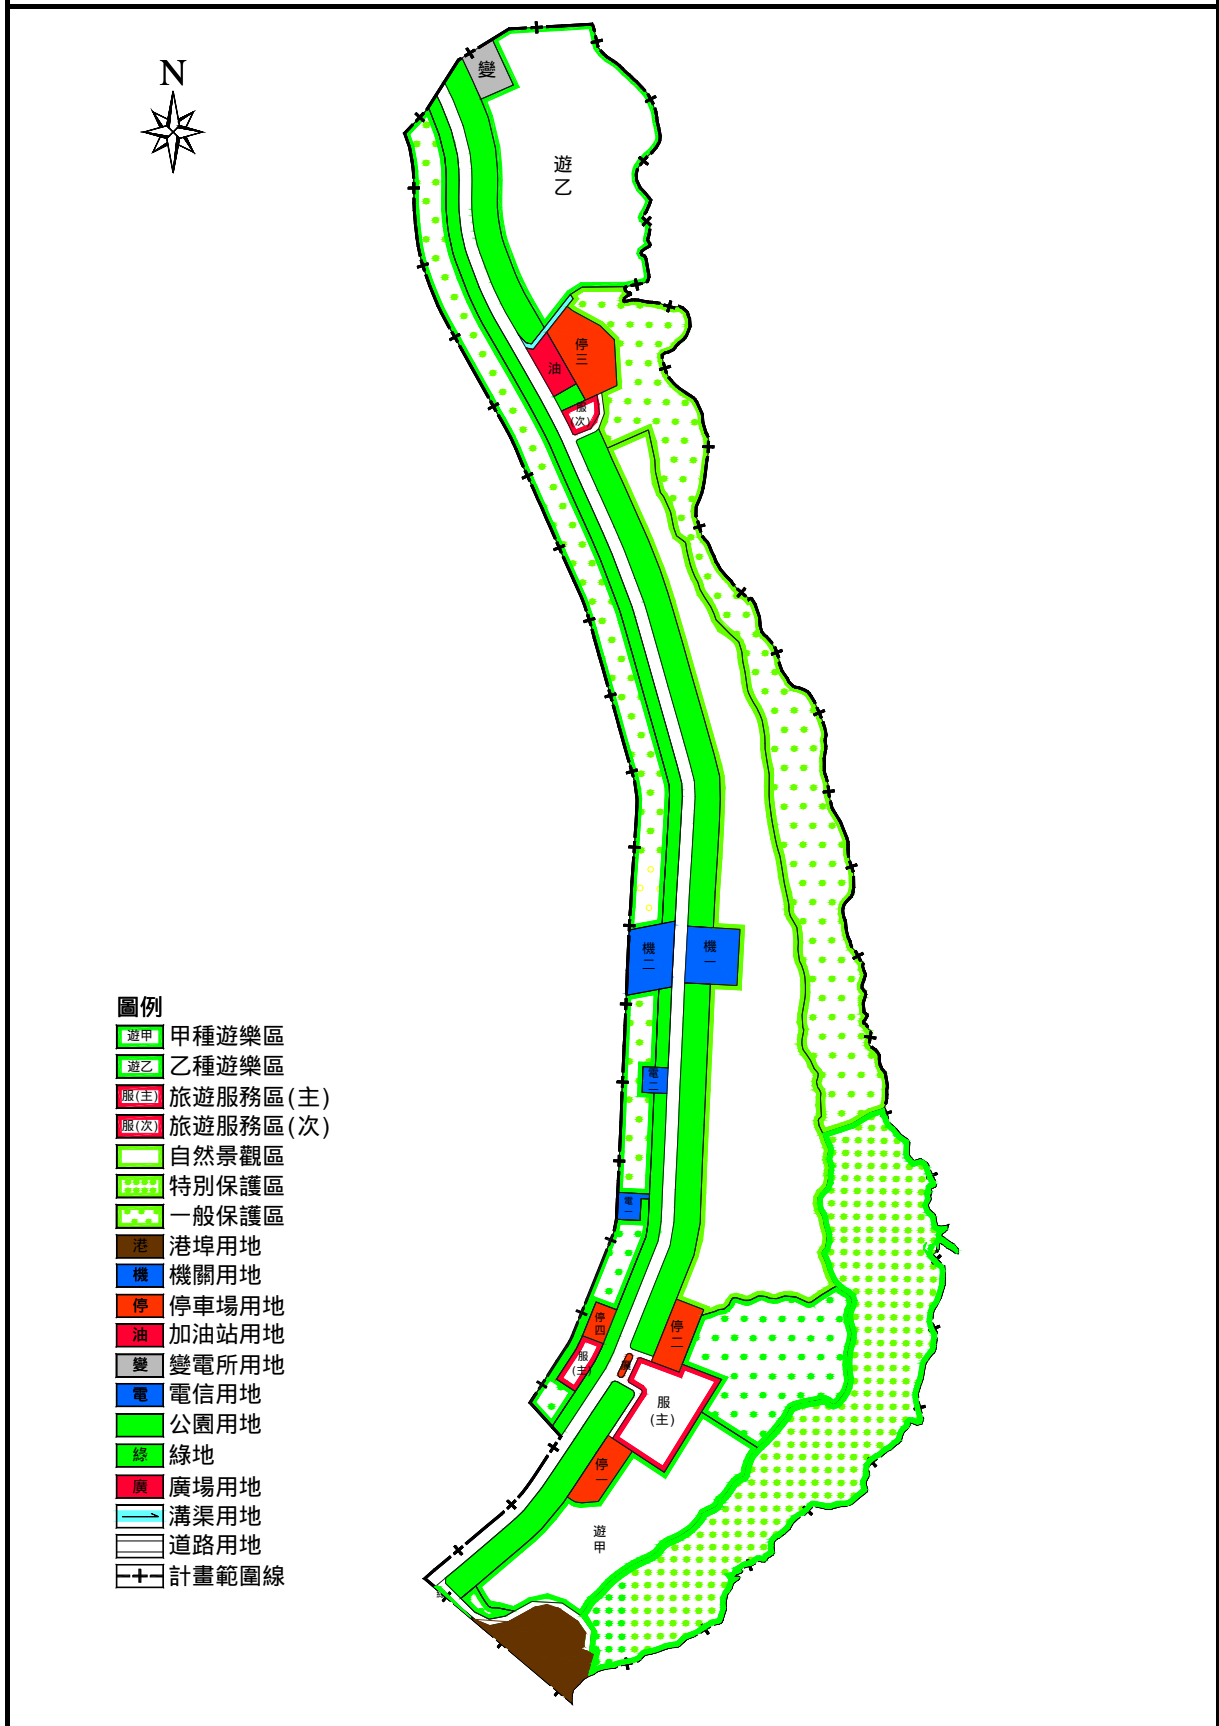 N
變
遊
乙
停
三
油
服
(次)
機
二
機
一
電
二
電
一
停
四
停
二
服
(主)
服
(主)
停
一
遊
甲
圖例
遊甲 甲種遊樂區
遊乙 乙種遊樂區
服(主) 旅遊服務區(主)
服(次) 旅遊服務區(次)
自然景觀區
特別保護區
一般保護區
港 港埠用地
機 機關用地
停 停車場用地
油 加油站用地
變 變電所用地
電 電信用地
公園用地
綠 綠地
廣 廣場用地
溝渠用地
道路用地
計畫範圍線